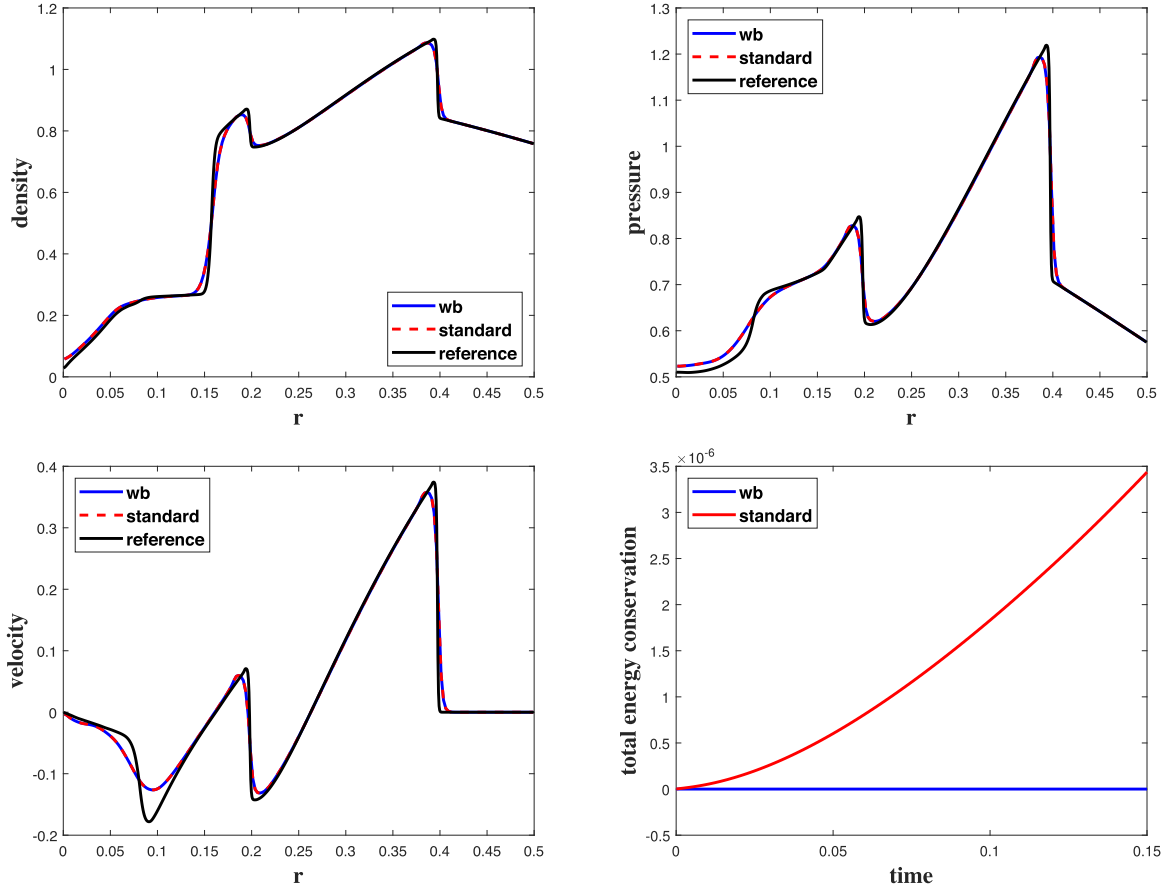 1.2
1
0.8
0.6
0.4
0.2
0
density
0 0.05 0.1 0.15 0.2 0.25 0.3 0.35 0.4 0.45 0.5
r
wb
standard
reference
1.3
1.2
1.1
1
0.9
0.8
0.7
0.6
0.5
pressure
0 0.05 0.1 0.15 0.2 0.25 0.3 0.35 0.4 0.45 0.5
r
wb
standard
reference
0.4
0.3
0.2
0.1
0
-0.1
-0.2
velocity
0 0.05 0.1 0.15 0.2 0.25 0.3 0.35 0.4 0.45 0.5
r
wb
standard
reference
×10⁻⁶
3.5
3
2.5
2
1.5
1
0.5
0
-0.5
total energy conservation
0 0.05 0.1 0.15
time
wb
standard